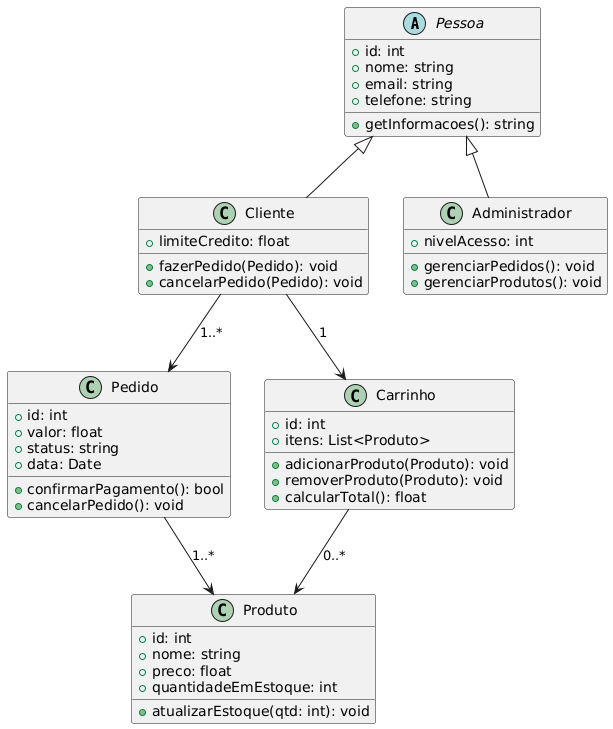 A Pessoa
id: int
nome: string
email: string
telefone: string
getInformacoes(): string
C Cliente
limiteCredito: float
fazerPedido(Pedido): void
cancelarPedido(Pedido): void
C Administrador
nivelAcesso: int
gerenciarPedidos(): void
gerenciarProdutos(): void
1..*
1
C Pedido
id: int
valor: float
status: string
data: Date
confirmarPagamento(): bool
cancelarPedido(): void
C Carrinho
id: int
itens: List<Produto>
adicionarProduto(Produto): void
removerProduto(Produto): void
calcularTotal(): float
1..*
0..*
C Produto
id: int
nome: string
preco: float
quantidadeEmEstoque: int
atualizarEstoque(qtd: int): void